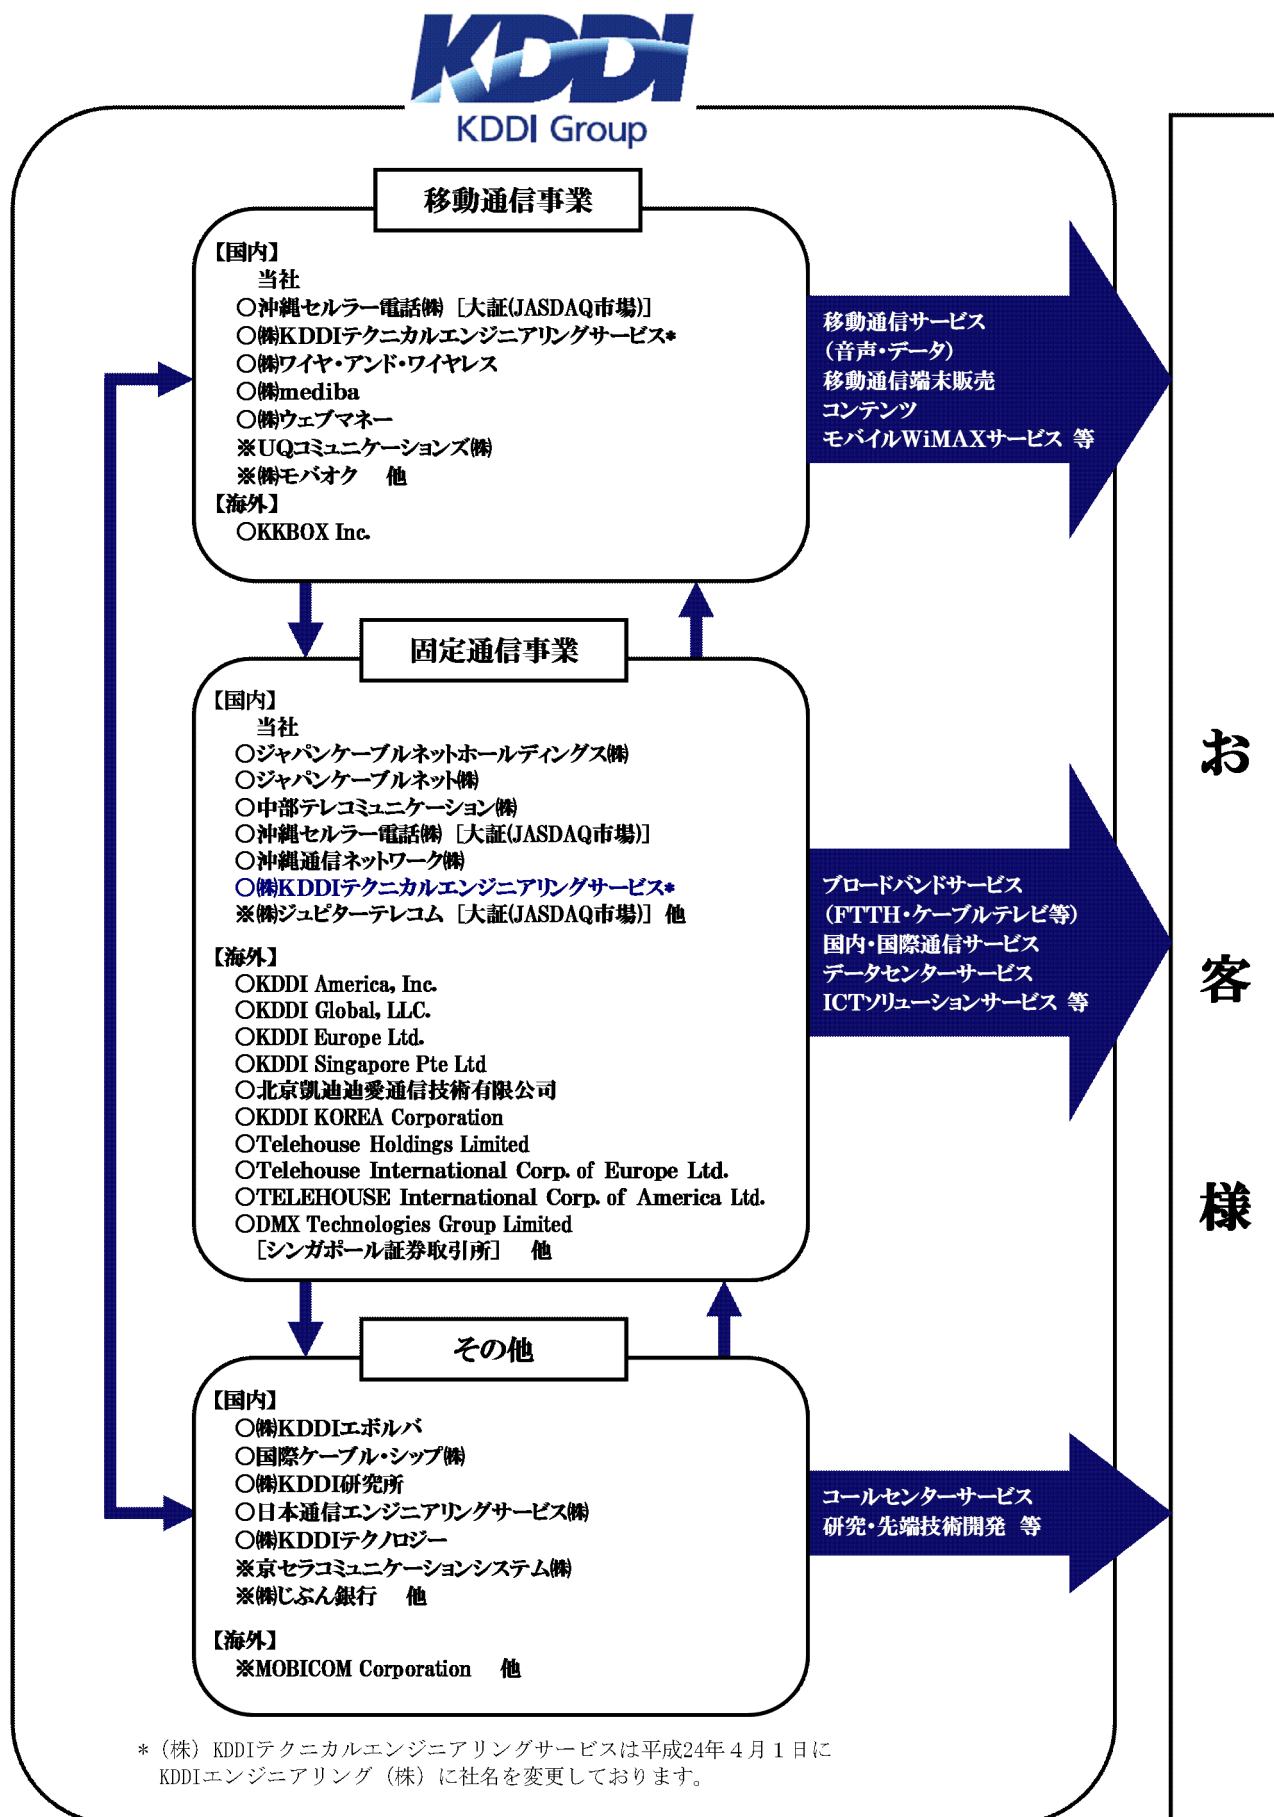 KDDI
KDDI Group
移動通信事業
【国内】
当社
○沖縄セルラー電話㈱ [大証(JASDAQ市場)]
○㈱KDDIテクニカルエンジニアリングサービス*
○㈱ワイヤ・アンド・ワイヤレス
○㈱mediba
○㈱ウェブマネー
※UQコミュニケーションズ㈱
※㈱モバオク 他
【海外】
○KKBOX Inc.
移動通信サービス
(音声・データ)
移動通信端末販売
コンテンツ
モバイルWiMAXサービス 等
固定通信事業
【国内】
当社
○ジャパンケーブルネットホールディングス㈱
○ジャパンケーブルネット㈱
○中部テレコミュニケーション㈱
○沖縄セルラー電話㈱ [大証(JASDAQ市場)]
○沖縄通信ネットワーク㈱
○㈱KDDIテクニカルエンジニアリングサービス*
※㈱ジュピターテレコム [大証(JASDAQ市場)] 他
【海外】
○KDDI America, Inc.
○KDDI Global, LLC.
○KDDI Europe Ltd.
○KDDI Singapore Pte Ltd
○北京凱迪迪愛通信技術有限公司
○KDDI KOREA Corporation
○Telehouse Holdings Limited
○Telehouse International Corp. of Europe Ltd.
○TELEHOUSE International Corp. of America Ltd.
○DMX Technologies Group Limited
[シンガポール証券取引所] 他
ブロードバンドサービス
(FTTH・ケーブルテレビ等)
国内・国際通信サービス
データセンターサービス
ICTソリューションサービス 等
その他
【国内】
○㈱KDDIエボルバ
○国際ケーブル・シップ㈱
○㈱KDDI研究所
○日本通信エンジニアリングサービス㈱
○㈱KDDIテクノロジー
※京セラコミュニケーションシステム㈱
※㈱じぶん銀行 他
【海外】
※MOBICOM Corporation 他
コールセンターサービス
研究・先端技術開発 等
お客様
*(株)KDDIテクニカルエンジニアリングサービスは平成24年4月1日に
KDDIエンジニアリング(株)に社名を変更しております。